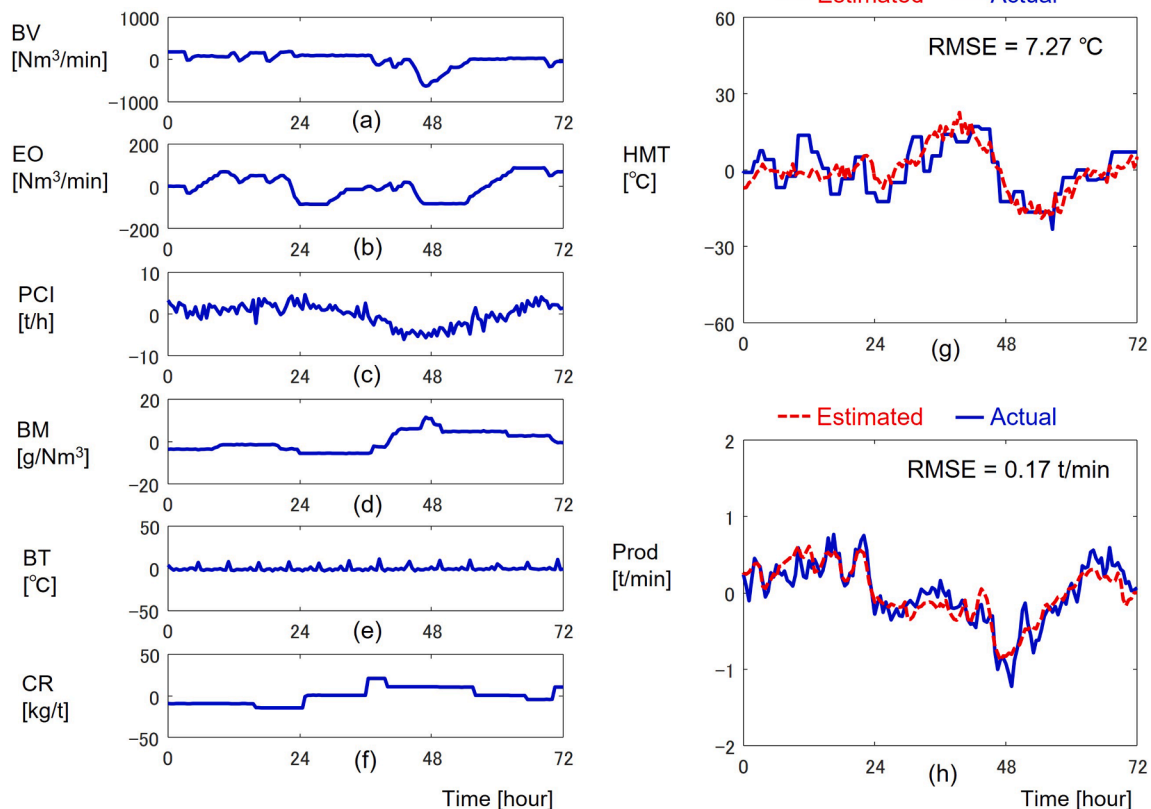 BV
[Nm³/min]
1000
0
−1000
(a)
0
24
48
72
EO
[Nm³/min]
200
0
−200
(b)
0
24
48
72
PCI
[t/h]
10
0
−10
(c)
0
24
48
72
BM
[g/Nm³]
20
0
−20
(d)
0
24
48
72
BT
[℃]
50
0
−50
(e)
0
24
48
72
CR
[kg/t]
50
0
−50
(f)
0
24
48
72
Time [hour]
Estimated Actual
RMSE = 7.27 ℃
HMT
[℃]
60
30
0
−30
−60
(g)
0
24
48
72
Estimated Actual
RMSE = 0.17 t/min
Prod
[t/min]
2
1
0
−1
−2
(h)
0
24
48
72
Time [hour]